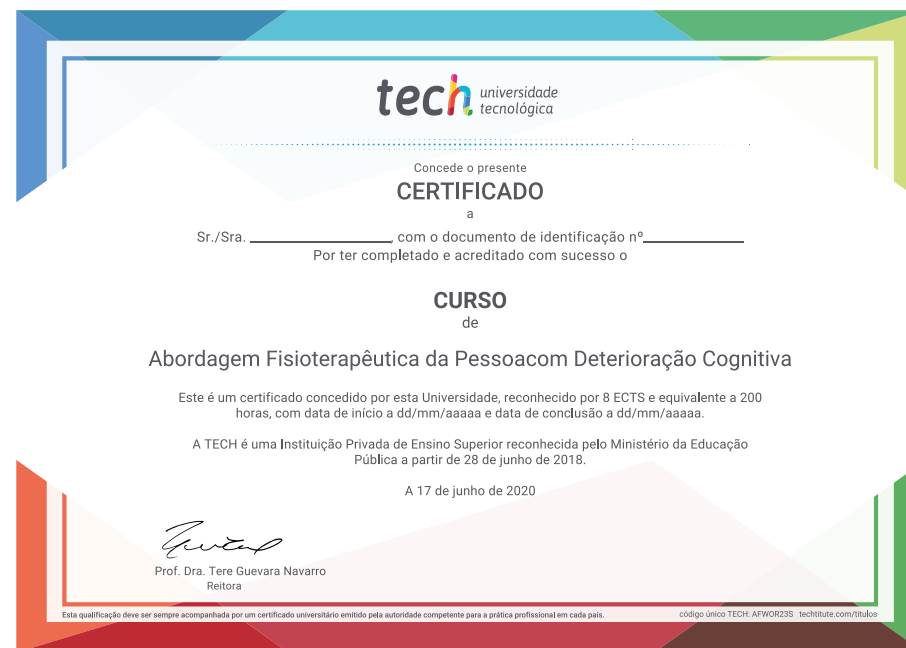 tech universidade
tecnológica
Concede o presente
CERTIFICADO
a
Sr./Sra. ____________________, com o documento de identificação nº______________
Por ter completado e acreditado com sucesso o
CURSO
de
Abordagem Fisioterapêutica da Pessoacom Deterioração Cognitiva
Este é um certificado concedido por esta Universidade, reconhecido por 8 ECTS e equivalente a 200
horas, com data de início a dd/mm/aaaaa e data de conclusão a dd/mm/aaaaa.
A TECH é uma Instituição Privada de Ensino Superior reconhecida pelo Ministério da Educação
Pública a partir de 28 de junho de 2018.
A 17 de junho de 2020
Prof. Dra. Tere Guevara Navarro
Reitora
Esta qualificação deve ser sempre acompanhada por um certificado universitário emitido pela autoridade competente para a prática profissional em cada país.
código único TECH: AFWOR23S techtitute.com/titulos